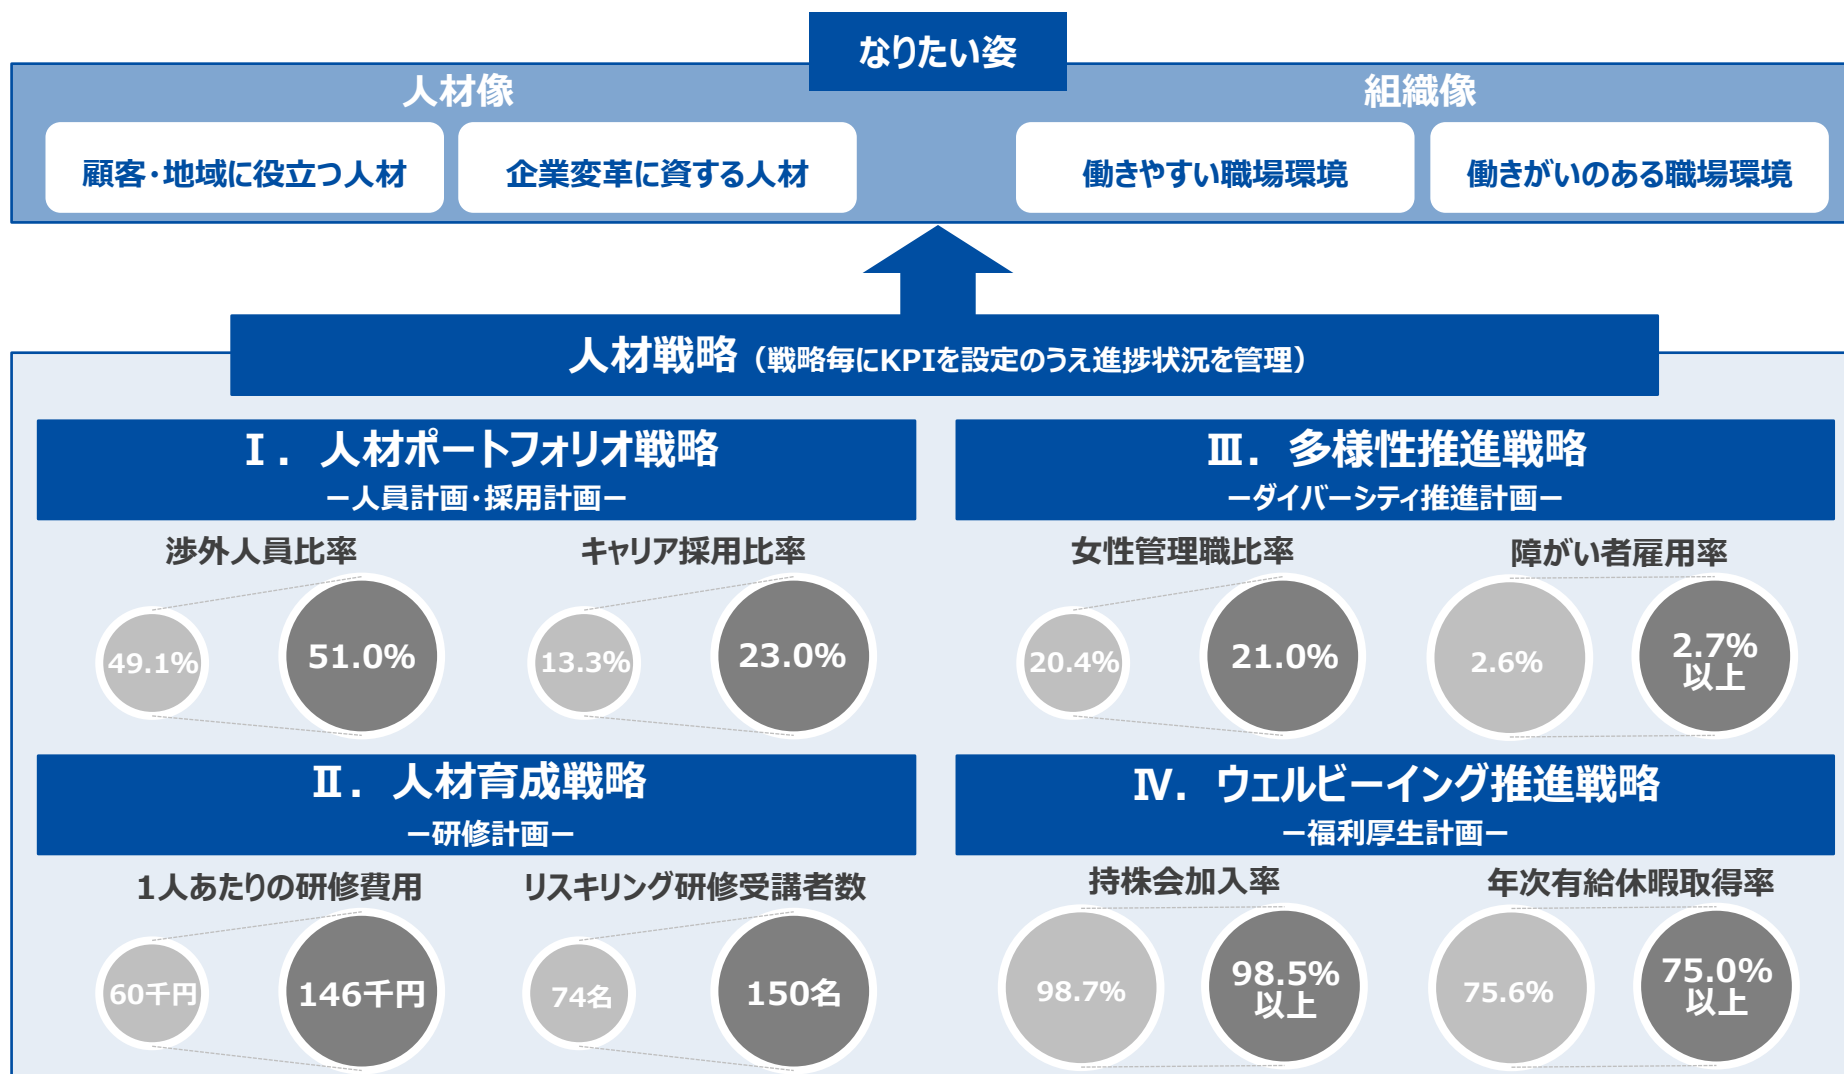 なりたい姿
人材像
組織像
顧客・地域に役立つ人材
企業変革に資する人材
働きやすい職場環境
働きがいのある職場環境
人材戦略（戦略毎にKPIを設定のうえ進捗状況を管理）
Ⅰ．人材ポートフォリオ戦略
ー人員計画・採用計画ー
渉外人員比率
キャリア採用比率
49.1%
51.0%
13.3%
23.0%
Ⅲ．多様性推進戦略
ーダイバーシティ推進計画ー
女性管理職比率
障がい者雇用率
20.4%
21.0%
2.6%
2.7%
以上
Ⅱ．人材育成戦略
ー研修計画ー
1人あたりの研修費用
リスキリング研修受講者数
60千円
146千円
74名
150名
Ⅳ．ウェルビーイング推進戦略
ー福利厚生計画ー
持株会加入率
年次有給休暇取得率
98.7%
98.5%
以上
75.6%
75.0%
以上